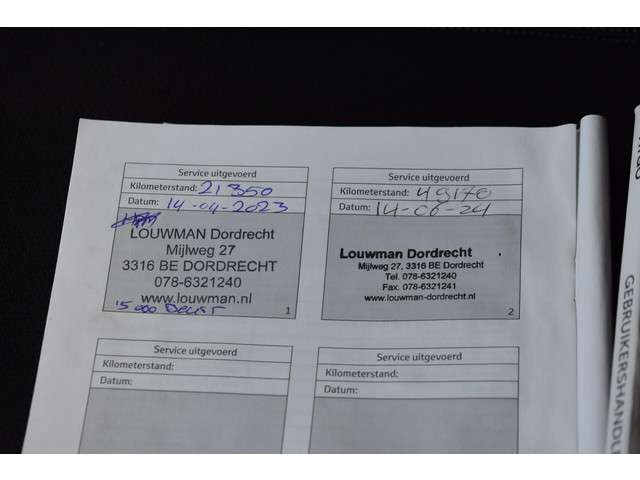 Service uitgevoerd
Kilometerstand: 21350
Datum: 14-04-2023
LOUWMAN Dordrecht
Mijlweg 27
3316 BE DORDRECHT
078-6321240
www.louwman.nl
1
Service uitgevoerd
Kilometerstand: 49170
Datum: 14-06-24
Louwman Dordrecht
Mijlweg 27, 3316 BE Dordrecht
Tel. 078-6321240
Fax. 078-6321241
www.louwman-dordrecht.nl
2
Service uitgevoerd
Kilometerstand:
Datum:
Service uitgevoerd
Kilometerstand:
Datum: